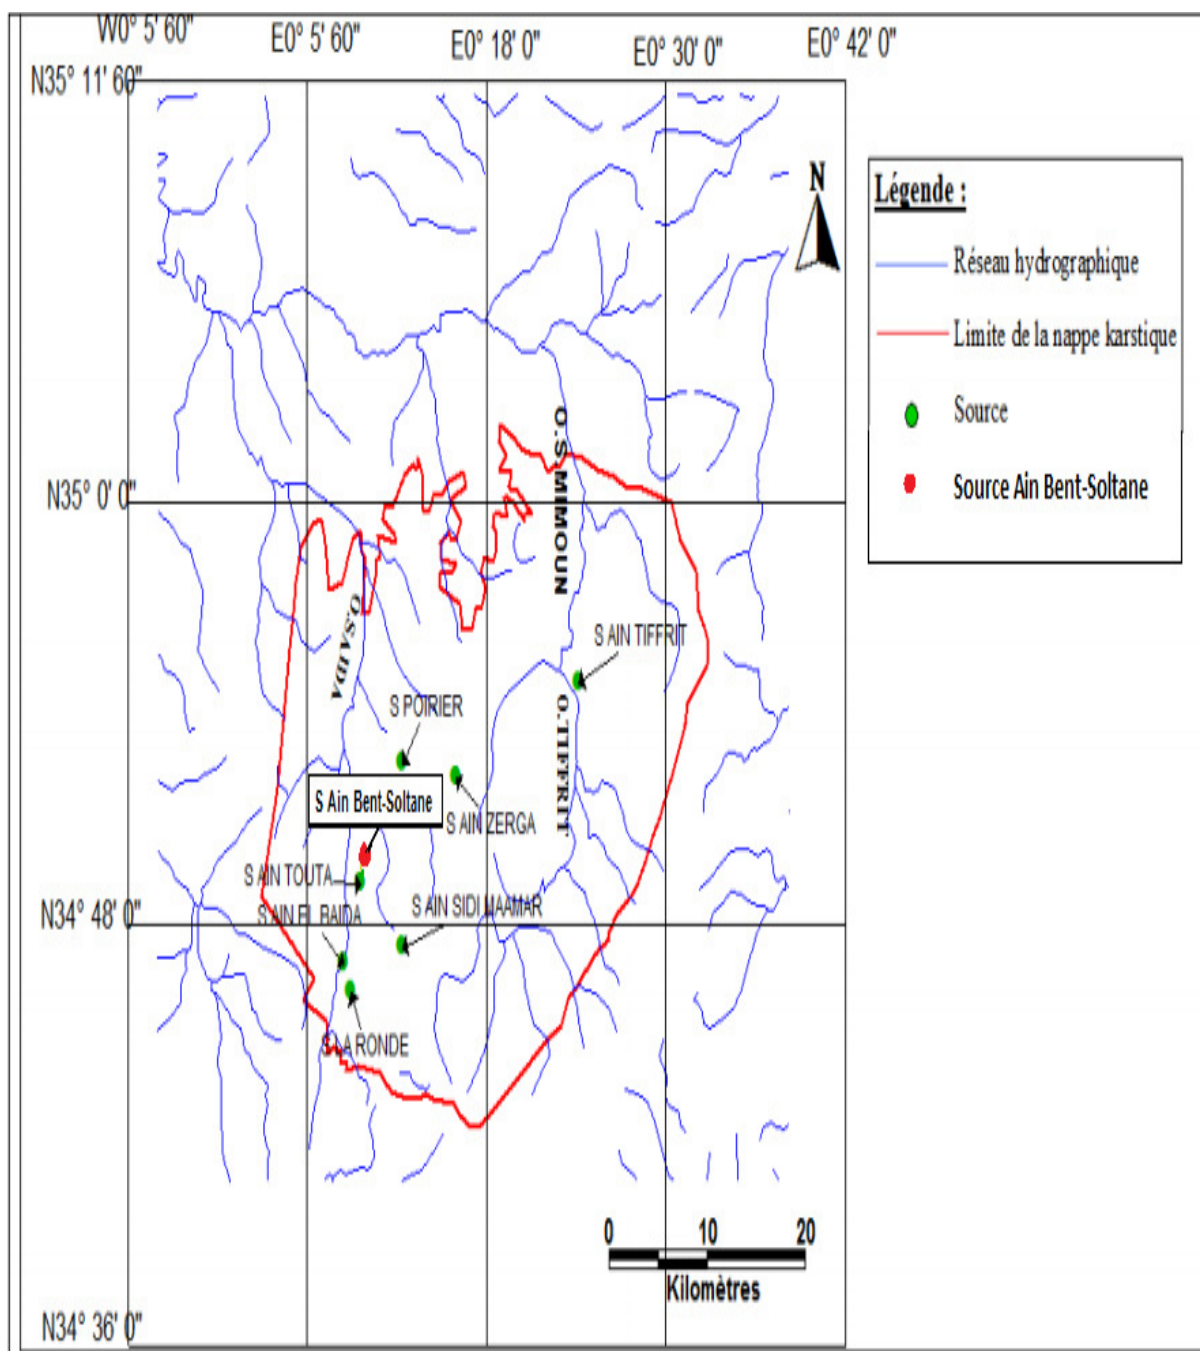 W0° 5' 60"
E0° 5' 60"
E0° 18' 0"
E0° 30' 0"
E0° 42' 0"
N35° 11' 60"
N
Légende :
Réseau hydrographique
Limite de la nappe karstique
Source
Source Ain Bent-Soltane
N35° 0' 0"
O.S.MIMOUN
O.SAIDA
S AIN TIFFRIT
S POIRIER
O.TIFFRIT
S Ain Bent-Soltane
S AIN ZERGA
S AIN TOUTA
S AIN SIDI MAAMAR
N34° 48' 0"
S AIN EL BAIDA
S LA RONDE
0 10 20
Kilomètres
N34° 36' 0"